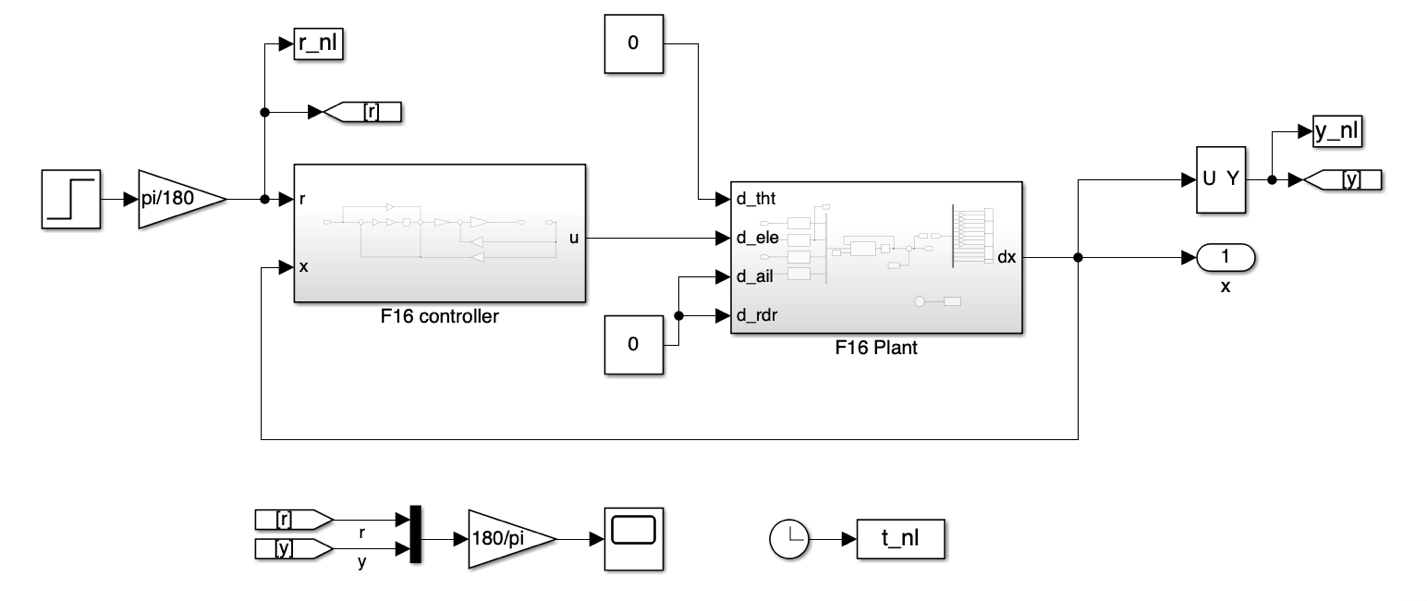 r_nl
0
[r]
y_nl
pi/180
r
x
u
F16 controller
d_tht
d_ele
d_ail
d_rdr
dx
F16 Plant
U Y
[y]
1
x
0
[r]
r
[y]
y
180/pi
t_nl